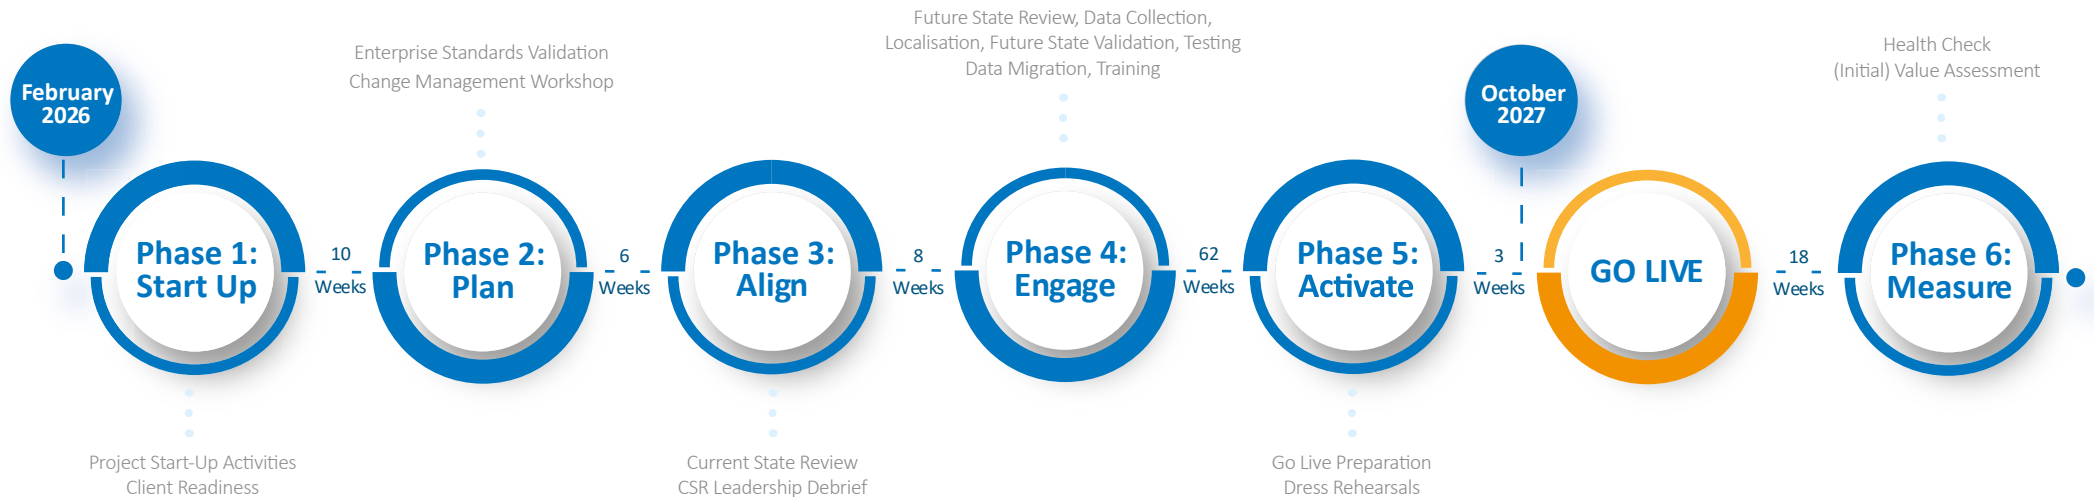 February
2026
Phase 1:
Start Up
Project Start-Up Activities
Client Readiness
10
Weeks
Enterprise Standards Validation
Change Management Workshop
Phase 2:
Plan
6
Weeks
Phase 3:
Align
Current State Review
CSR Leadership Debrief
8
Weeks
Future State Review, Data Collection,
Localisation, Future State Validation, Testing
Data Migration, Training
Phase 4:
Engage
62
Weeks
Phase 5:
Activate
Go Live Preparation
Dress Rehearsals
3
Weeks
October
2027
GO LIVE
18
Weeks
Health Check
(Initial) Value Assessment
Phase 6:
Measure